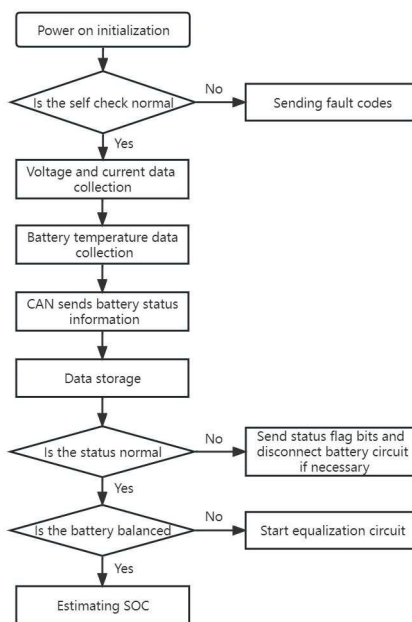 Power on initialization
Is the self check normal
No
Sending fault codes
Yes
Voltage and current data
collection
Battery temperature data
collection
CAN sends battery status
information
Data storage
Is the status normal
No
Send status flag bits and
disconnect battery circuit
if necessary
Yes
Is the battery balanced
No
Start equalization circuit
Yes
Estimating SOC